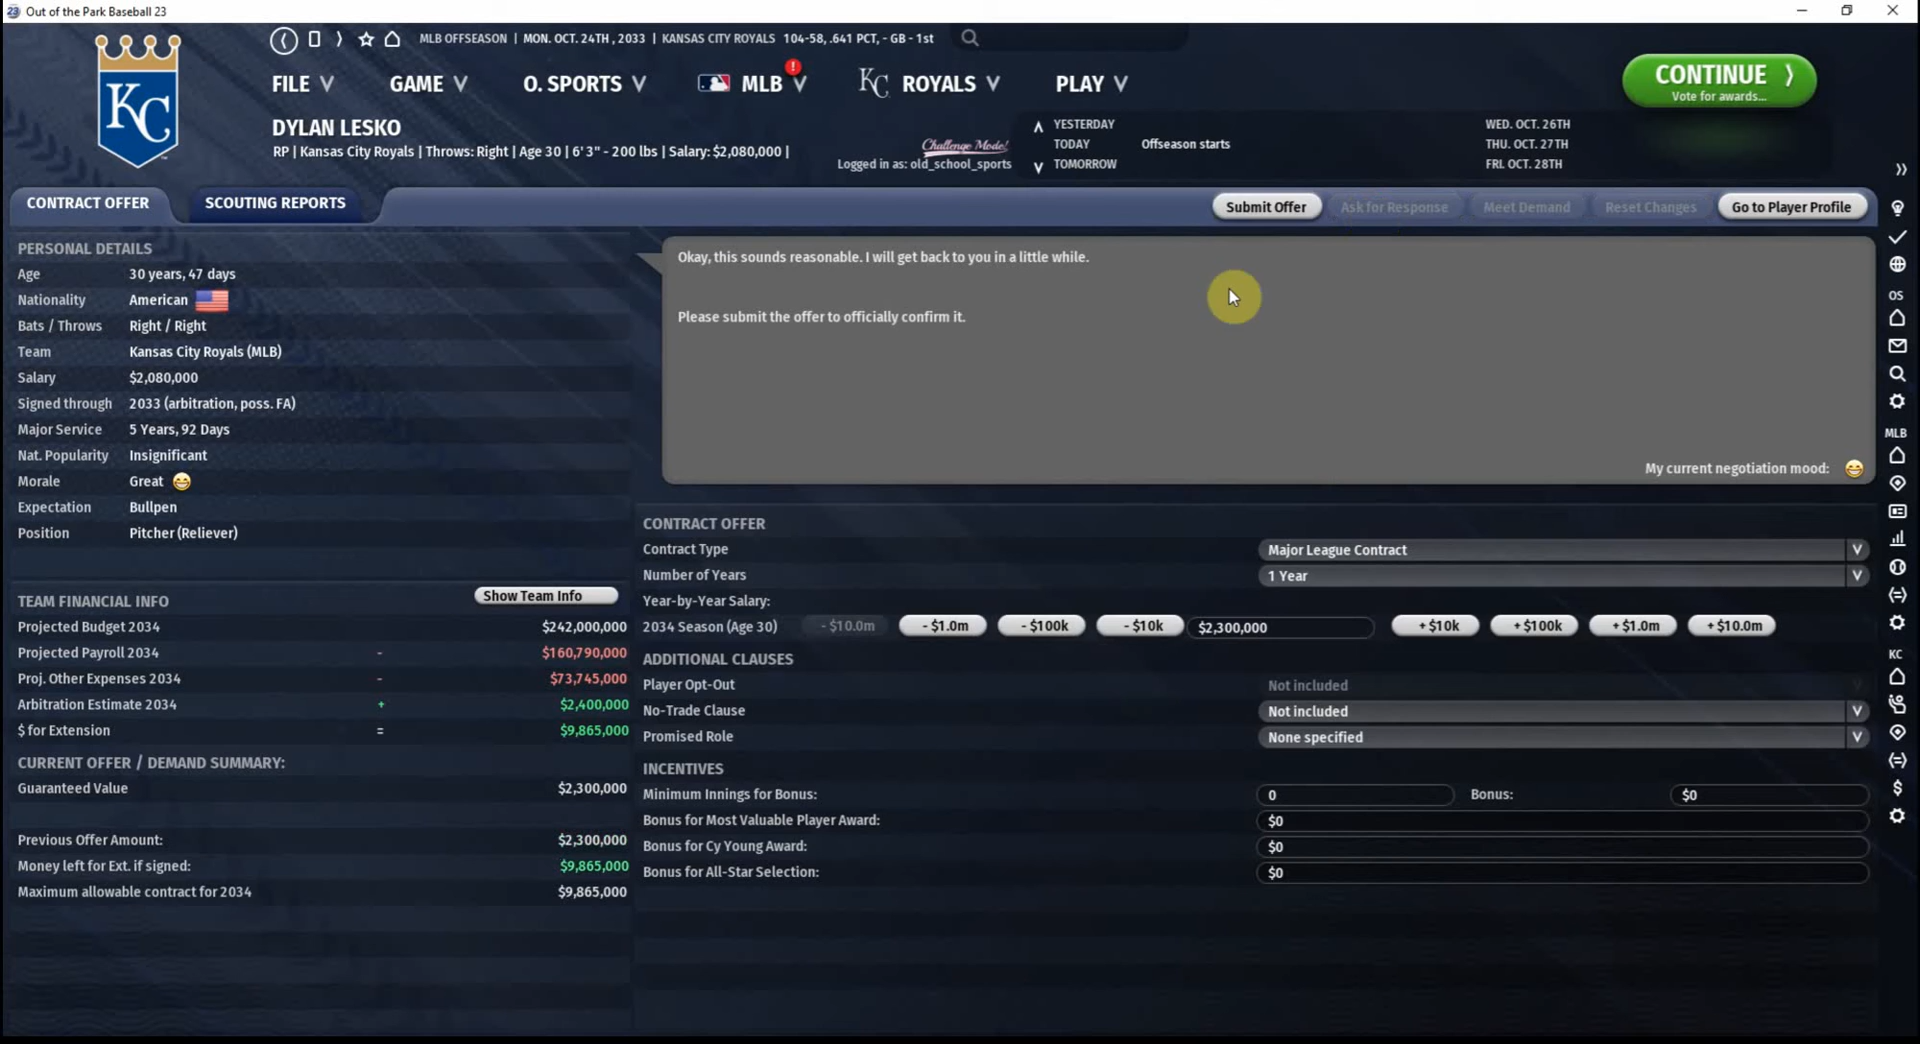 Out of the Park Baseball 23
MLB OFFSEASON | MON. OCT. 24TH , 2033 | KANSAS CITY ROYALS 104-58, .641 PCT, - GB - 1st
FILE GAME O. SPORTS MLB ! KC ROYALS PLAY
CONTINUE
Vote for awards...
KC
DYLAN LESKO
RP | Kansas City Royals | Throws: Right | Age 30 | 6' 3" - 200 lbs | Salary: $2,080,000 |
Challenge Mode!
Logged in as: old_school_sports
YESTERDAY
TODAY Offseason starts
TOMORROW
WED. OCT. 26TH
THU. OCT. 27TH
FRI. OCT. 28TH
CONTRACT OFFER SCOUTING REPORTS
Submit Offer Ask for Response Meet Demand Reset Changes Go to Player Profile
PERSONAL DETAILS
Age 30 years, 47 days
Nationality American
Bats / Throws Right / Right
Team Kansas City Royals (MLB)
Salary $2,080,000
Signed through 2033 (arbitration, poss. FA)
Major Service 5 Years, 92 Days
Nat. Popularity Insignificant
Morale Great
Expectation Bullpen
Position Pitcher (Reliever)
Okay, this sounds reasonable. I will get back to you in a little while.
Please submit the offer to officially confirm it.
My current negotiation mood:
TEAM FINANCIAL INFO Show Team Info
Projected Budget 2034 $242,000,000
Projected Payroll 2034 - $160,790,000
Proj. Other Expenses 2034 - $73,745,000
Arbitration Estimate 2034 + $2,400,000
$ for Extension = $9,865,000
CURRENT OFFER / DEMAND SUMMARY:
Guaranteed Value $2,300,000
Previous Offer Amount: $2,300,000
Money left for Ext. if signed: $9,865,000
Maximum allowable contract for 2034 $9,865,000
CONTRACT OFFER
Contract Type Major League Contract
Number of Years 1 Year
Year-by-Year Salary:
2034 Season (Age 30) - $10.0m - $1.0m - $100k - $10k $2,300,000 + $10k + $100k + $1.0m + $10.0m
ADDITIONAL CLAUSES
Player Opt-Out Not included
No-Trade Clause Not included
Promised Role None specified
INCENTIVES
Minimum Innings for Bonus: 0 Bonus: $0
Bonus for Most Valuable Player Award: $0
Bonus for Cy Young Award: $0
Bonus for All-Star Selection: $0
OS
MLB
KC